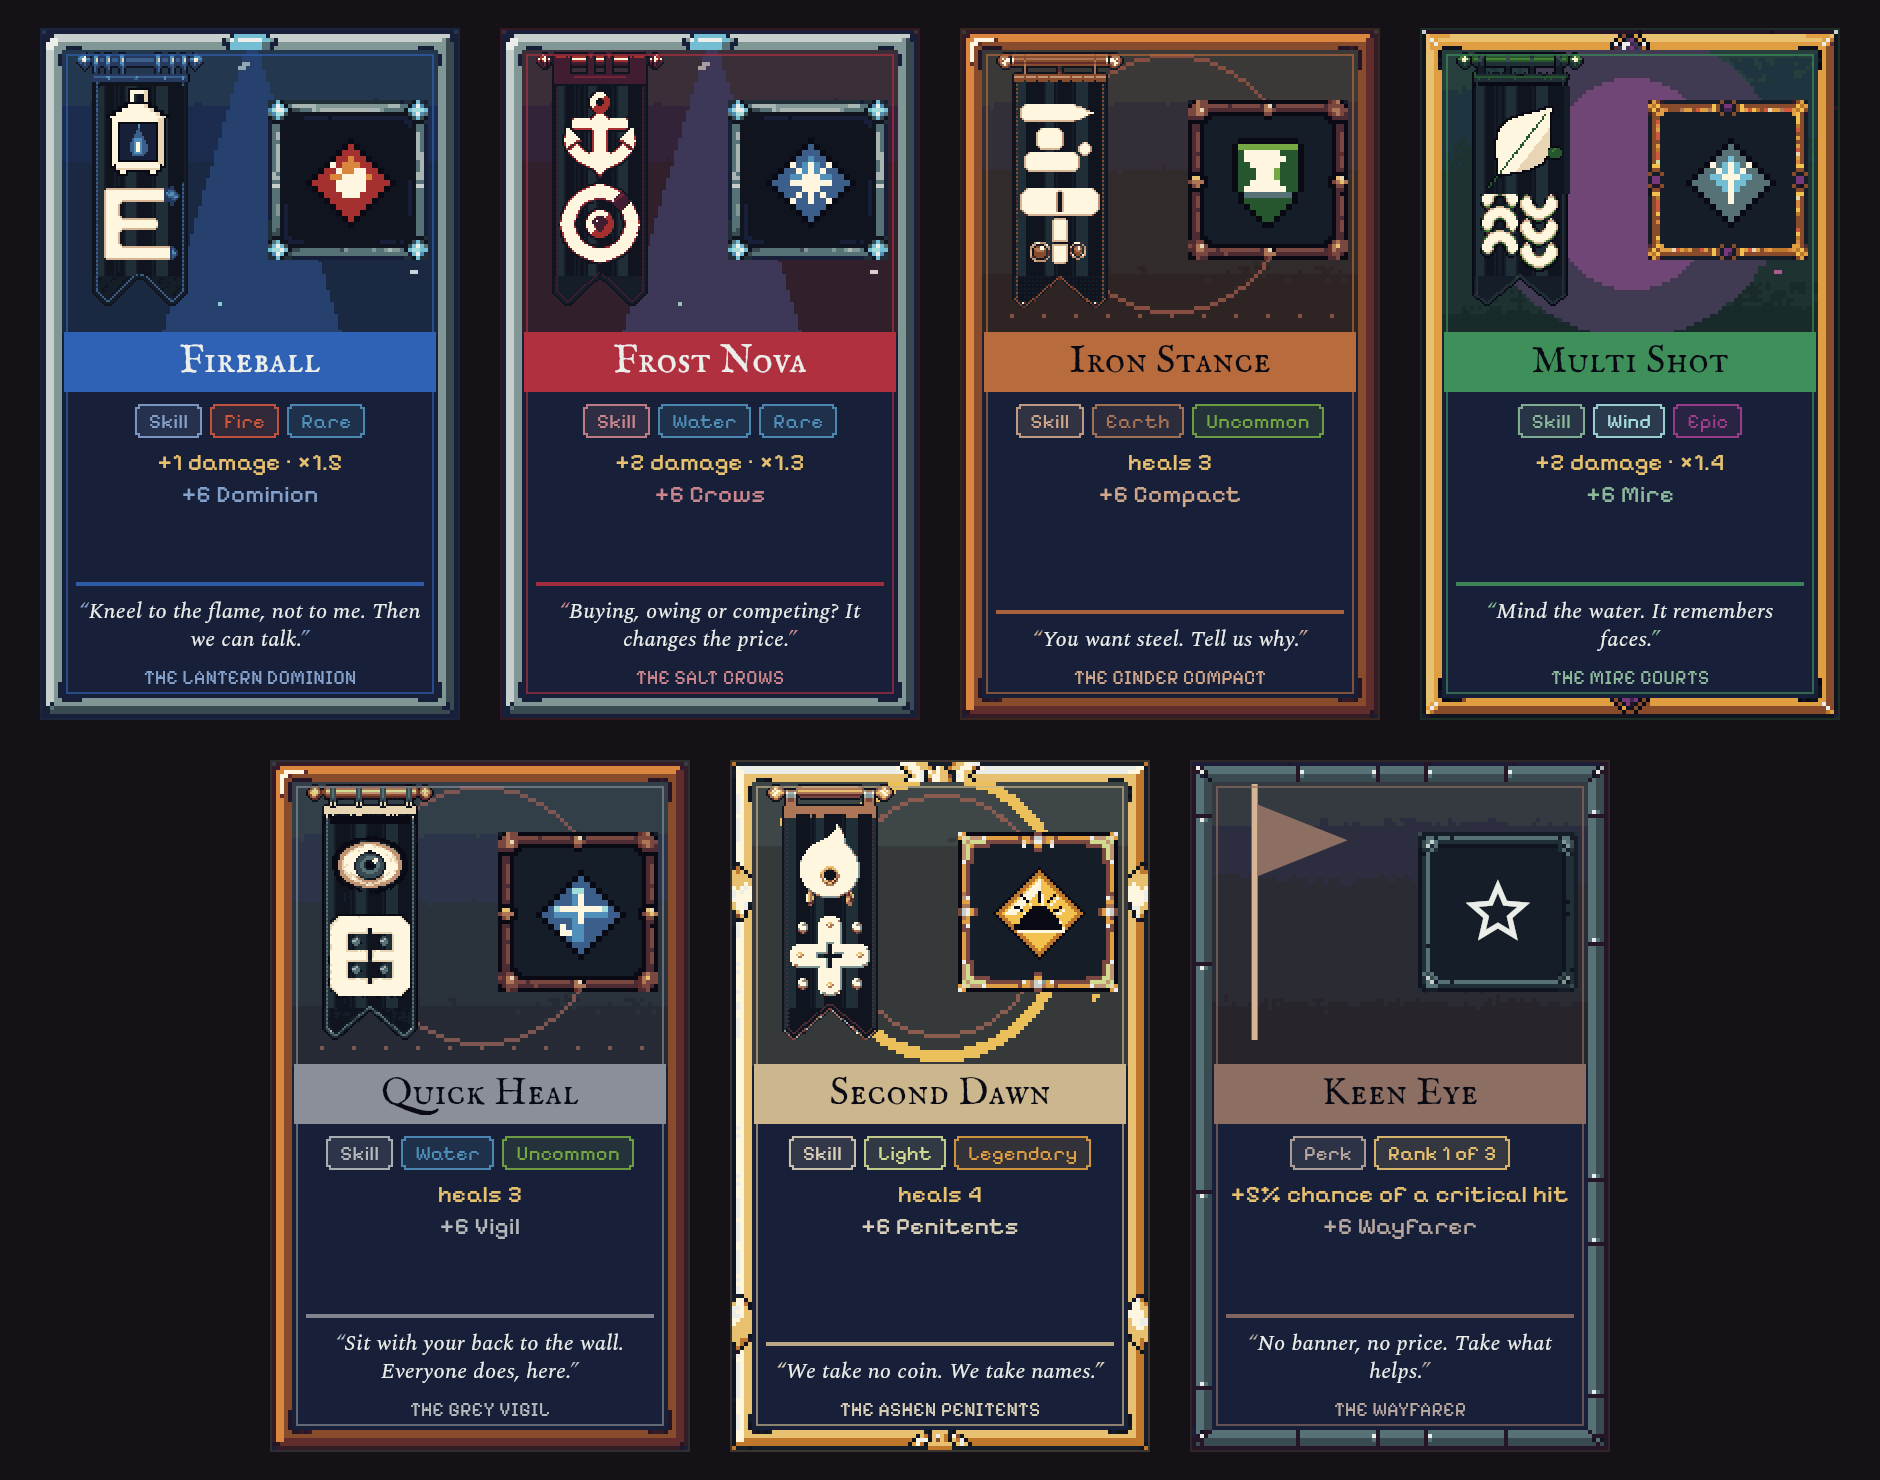 E
Fireball
Skill Fire Rare
+1 damage · ×1.5
+6 Dominion
“Kneel to the flame, not to me. Then
we can talk.”
THE LANTERN DOMINION
Frost Nova
Skill Water Rare
+2 damage · ×1.3
+6 Crows
“Buying, owing or competing? It
changes the price.”
THE SALT CROWS
Iron Stance
Skill Earth Uncommon
heals 3
+6 Compact
“You want steel. Tell us why.”
THE CINDER COMPACT
Multi Shot
Skill Wind Epic
+2 damage · ×1.4
+6 Mire
“Mind the water. It remembers
faces.”
THE MIRE COURTS
Quick Heal
Skill Water Uncommon
heals 3
+6 Vigil
“Sit with your back to the wall.
Everyone does, here.”
THE GREY VIGIL
Second Dawn
Skill Light Legendary
heals 4
+6 Penitents
“We take no coin. We take names.”
THE ASHEN PENITENTS
Keen Eye
Perk Rank 1 of 3
+5% chance of a critical hit
+6 Wayfarer
“No banner, no price. Take what
helps.”
THE WAYFARER